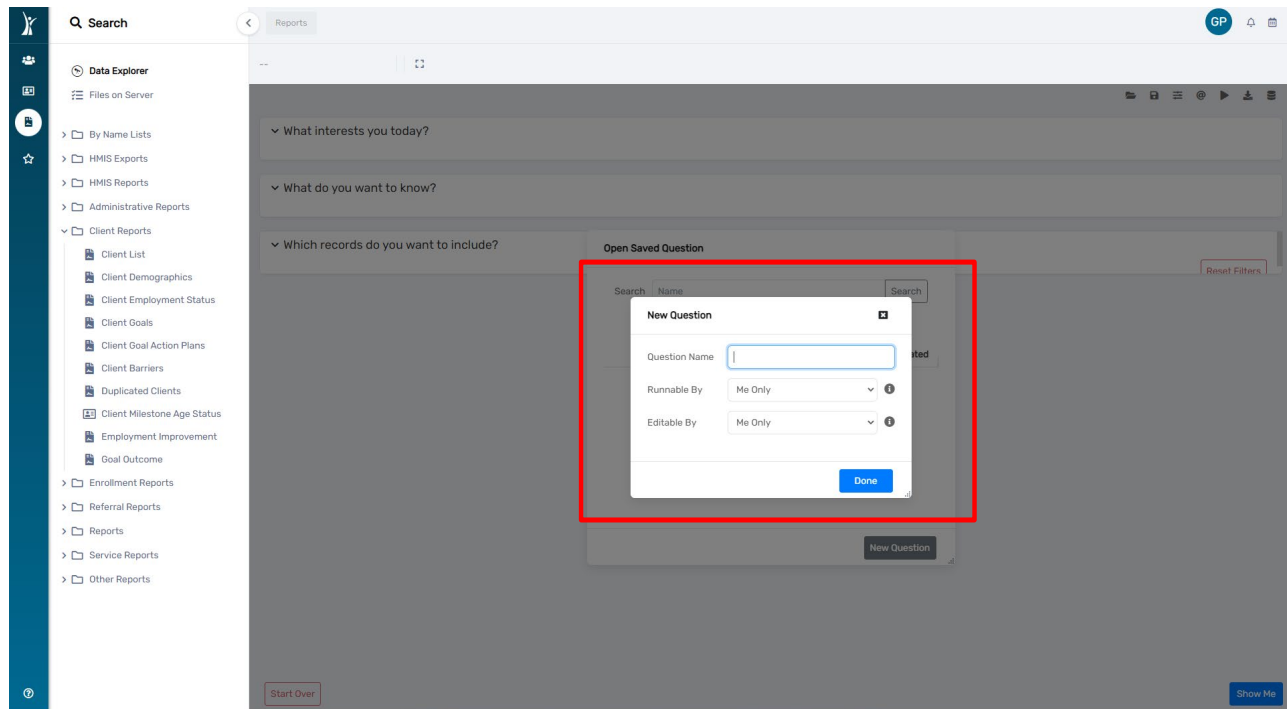 Search
Reports
GP
Data Explorer
--
Files on Server
By Name Lists
HMIS Exports
HMIS Reports
Administrative Reports
Client Reports
Client List
Client Demographics
Client Employment Status
Client Goals
Client Goal Action Plans
Client Barriers
Duplicated Clients
Client Milestone Age Status
Employment Improvement
Goal Outcome
Enrollment Reports
Referral Reports
Reports
Service Reports
Other Reports
What interests you today?
What do you want to know?
Which records do you want to include?
Reset Filters
Open Saved Question
Search Name Search
New Question
Question Name
Runnable By Me Only
Editable By Me Only
Done
New Question
Start Over
Show Me